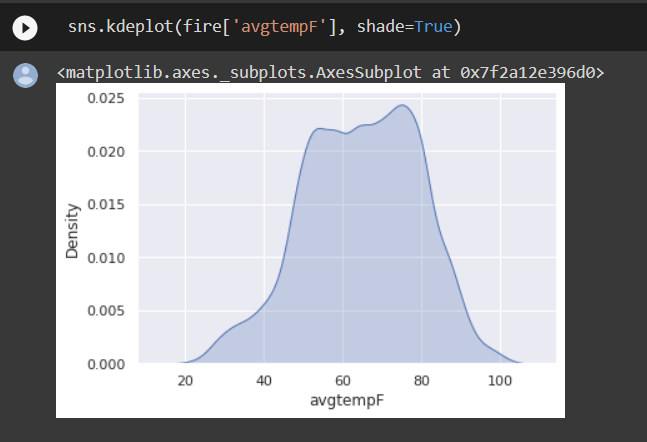 sns.kdeplot(fire['avgtempF'], shade=True)
<matplotlib.axes._subplots.AxesSubplot at 0x7f2a12e396d0>
0.025
0.020
0.015
0.010
0.005
0.000
Density
20 40 60 80 100
avgtempF